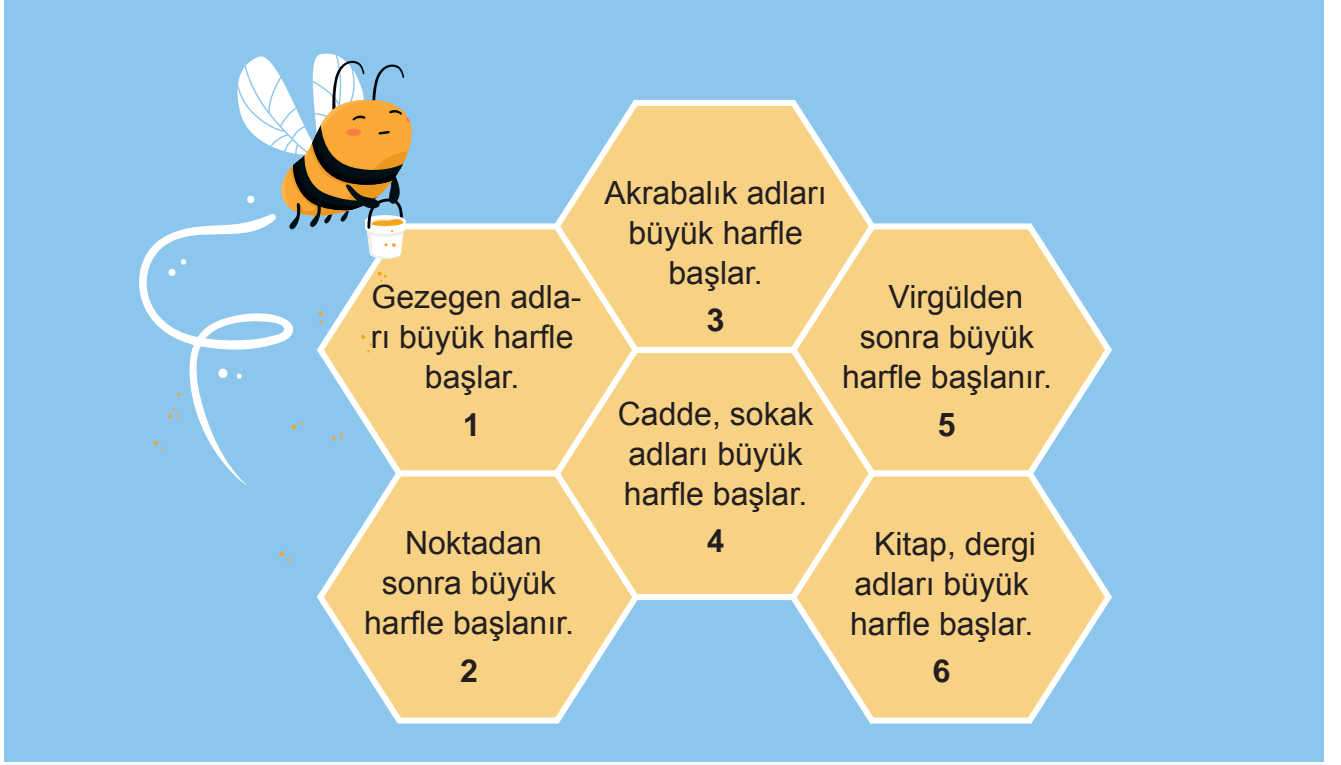 Gezegen adla-
rı büyük harfle
başlar.
1
Noktadan
sonra büyük
harfle başlanır.
2
Akrabalık adları
büyük harfle
başlar.
3
Cadde, sokak
adları büyük
harfle başlar.
4
Virgülden
sonra büyük
harfle başlanır.
5
Kitap, dergi
adları büyük
harfle başlar.
6